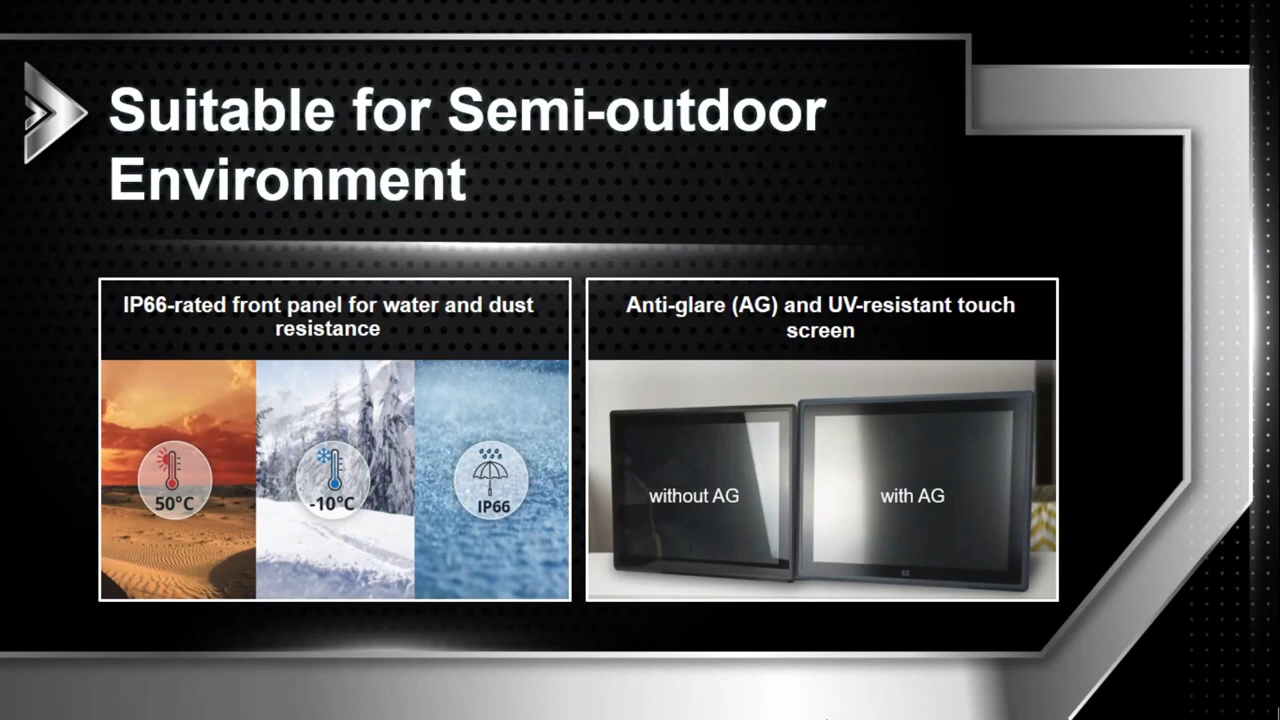 Suitable for Semi-outdoor
Environment
IP66-rated front panel for water and dust
resistance
50°C
-10°C
IP66
Anti-glare (AG) and UV-resistant touch
screen
without AG
with AG